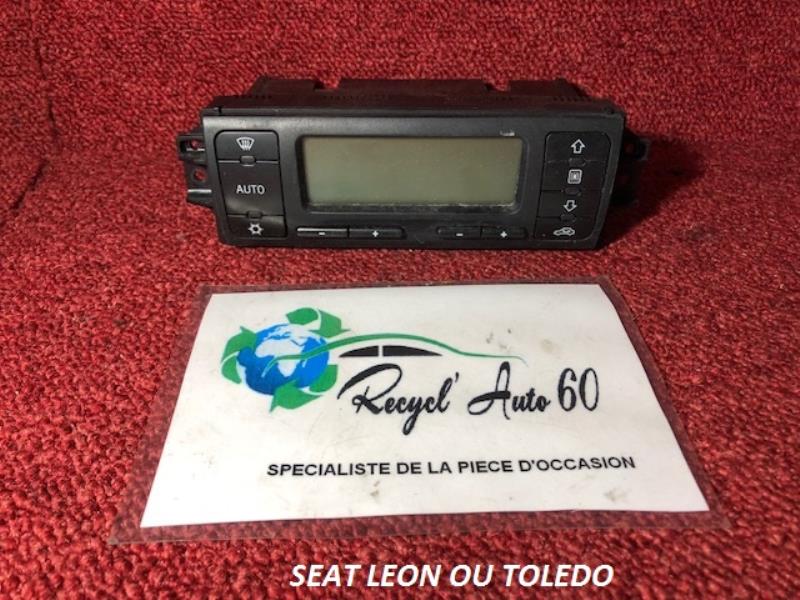 AUTO
- +
- +
Recycl' Auto 60
SPECIALISTE DE LA PIECE D'OCCASION
SEAT LEON OU TOLEDO